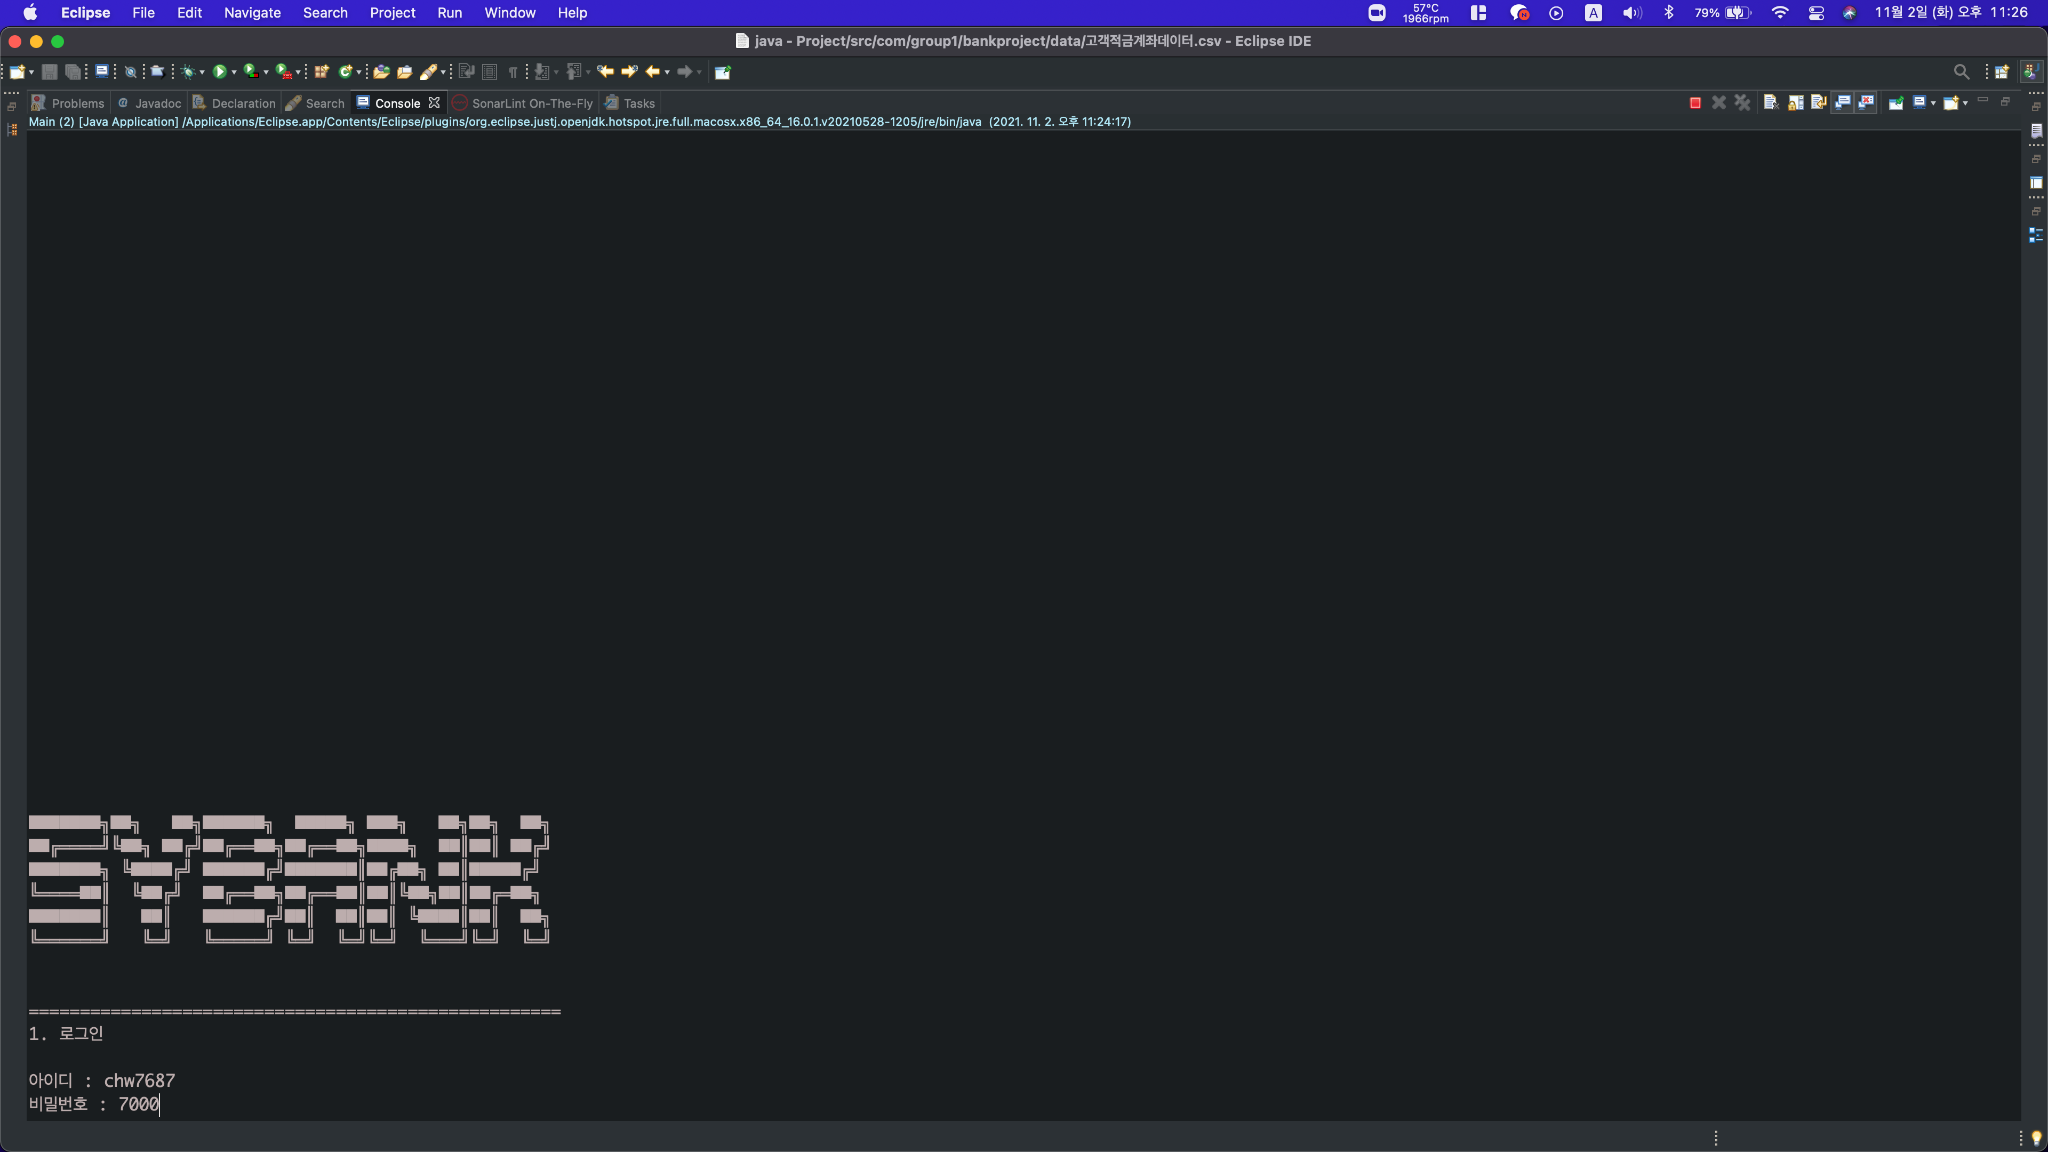 Eclipse File Edit Navigate Search Project Run Window Help 57°C 1966rpm A 79% 11월 2일 (화) 오후 11:26
java - Project/src/com/group1/bankproject/data/고객적금계좌데이터.csv - Eclipse IDE
Problems @ Javadoc Declaration Search Console SonarLint On-The-Fly Tasks
Main (2) [Java Application] /Applications/Eclipse.app/Contents/Eclipse/plugins/org.eclipse.justj.openjdk.hotspot.jre.full.macosx.x86_64_16.0.1.v20210528-1205/jre/bin/java (2021. 11. 2. 오후 11:24:17)
SYBANK
====================================================
1. 로그인
아이디 : chw7687
비밀번호 : 7000